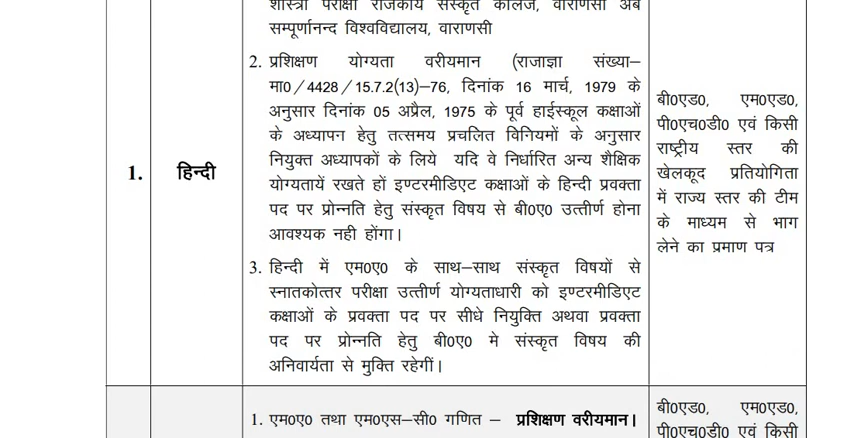 शास्त्री परीक्षा राजकीय संस्कृत कॉलेज, वाराणसी अब
सम्पूर्णानन्द विश्वविद्यालय, वाराणसी
2. प्रशिक्षण योग्यता वरीयमान (राजाज्ञा संख्या–
मा0/4428/15.7.2(13)–76, दिनांक 16 मार्च, 1979 के
अनुसार दिनांक 05 अप्रैल, 1975 के पूर्व हाईस्कूल कक्षाओं
के अध्यापन हेतु तत्समय प्रचलित विनियमों के अनुसार
नियुक्त अध्यापकों के लिये यदि वे निर्धारित अन्य शैक्षिक
योग्यतायें रखते हों इण्टरमीडिएट कक्षाओं के हिन्दी प्रवक्ता
पद पर प्रोन्नति हेतु संस्कृत विषय से बी0ए0 उत्तीर्ण होना
आवश्यक नही होंगा।
3. हिन्दी में एम0ए0 के साथ–साथ संस्कृत विषयों से
स्नातकोत्तर परीक्षा उत्तीर्ण योग्यताधारी को इण्टरमीडिएट
कक्षाओं के प्रवक्ता पद पर सीधे नियुक्ति अथवा प्रवक्ता
पद पर प्रोन्नति हेतु बी0ए0 मे संस्कृत विषय की
अनिवार्यता से मुक्ति रहेगीं।
1.
हिन्दी
बी0एड0, एम0एड0,
पी0एच0डी0 एवं किसी
राष्ट्रीय स्तर की
खेलकूद प्रतियोगिता
में राज्य स्तर की टीम
के माध्यम से भाग
लेने का प्रमाण पत्र
1. एम0ए0 तथा एम0एस–सी0 गणित – प्रशिक्षण वरीयमान।
बी0एड0, एम0एड0,
पी0एच0डी0 एवं किसी